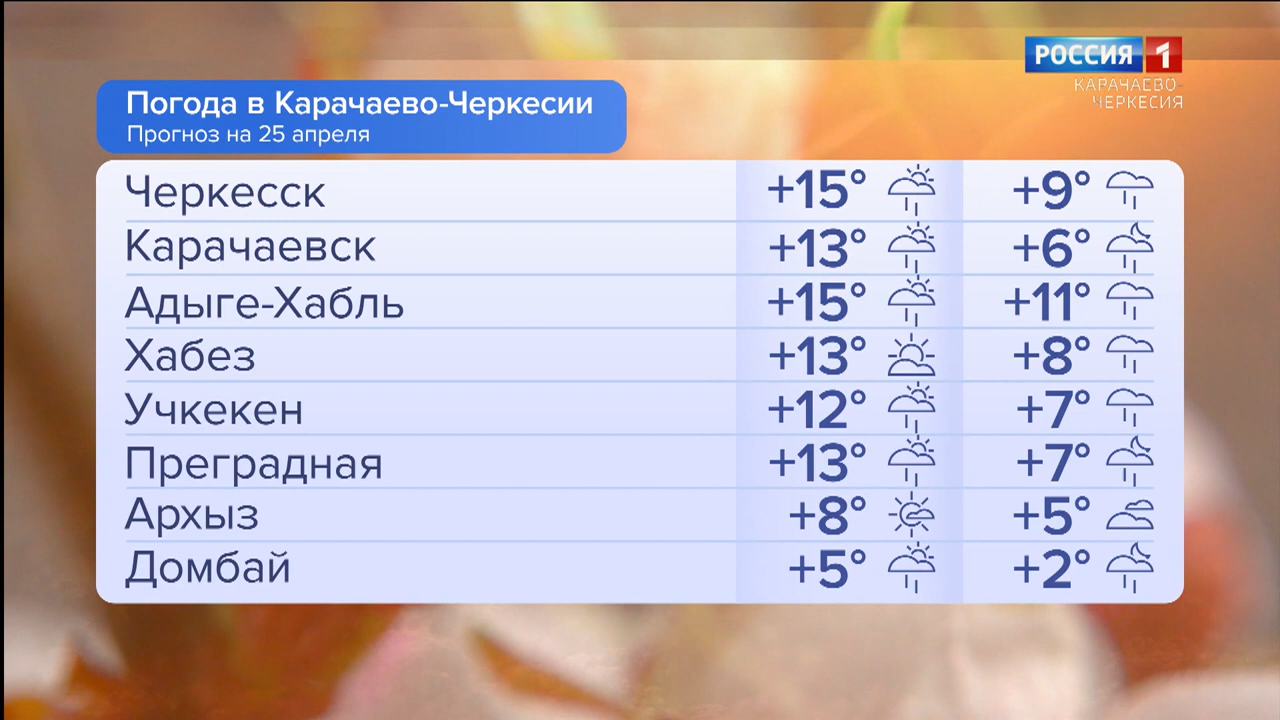 РОССИЯ 1
КАРАЧАЕВО-
ЧЕРКЕСИЯ
Погода в Карачаево-Черкесии
Прогноз на 25 апреля
Черкесск +15° +9°
Карачаевск +13° +6°
Адыге-Хабль +15° +11°
Хабез +13° +8°
Учкекен +12° +7°
Преградная +13° +7°
Архыз +8° +5°
Домбай +5° +2°